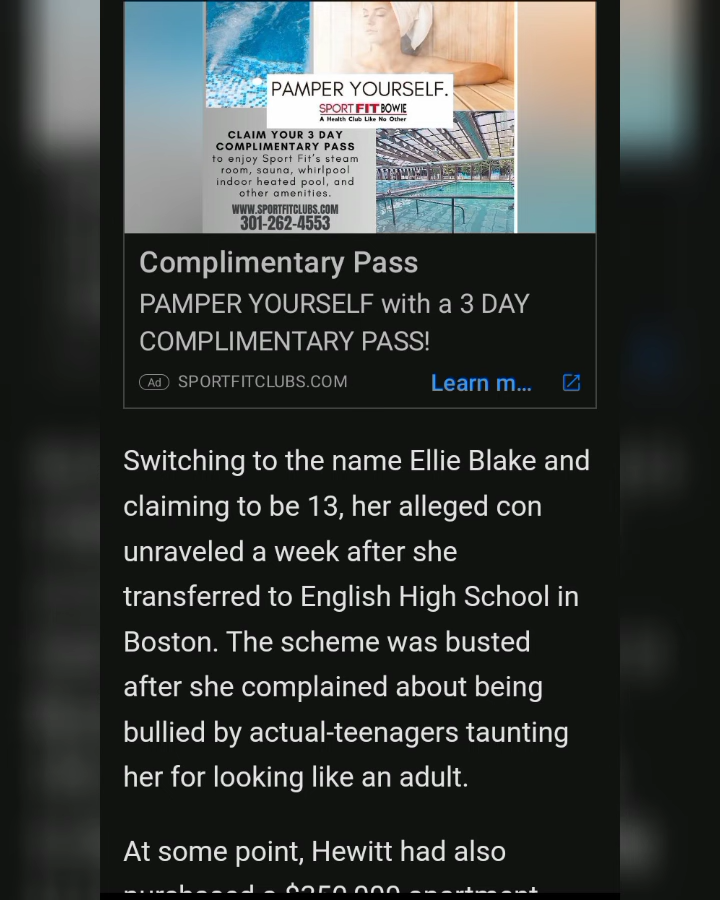 PAMPER YOURSELF.
SPORT FIT BOWIE
A Health Club Like No Other
CLAIM YOUR 3 DAY
COMPLIMENTARY PASS
to enjoy Sport Fit's steam
room, sauna, whirlpool
indoor heated pool, and
other amenities.
WWW.SPORTFITCLUBS.COM
301-262-4553
Complimentary Pass
PAMPER YOURSELF with a 3 DAY
COMPLIMENTARY PASS!
Ad SPORTFITCLUBS.COM Learn m...
Switching to the name Ellie Blake and
claiming to be 13, her alleged con
unraveled a week after she
transferred to English High School in
Boston. The scheme was busted
after she complained about being
bullied by actual-teenagers taunting
her for looking like an adult.
At some point, Hewitt had also
purchased a $350,000 apartment